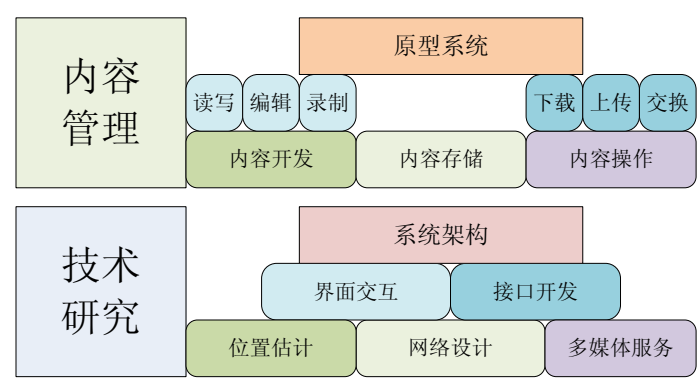 内容
管理
原型系统
读写 编辑 录制 下载 上传 交换
内容开发 内容存储 内容操作
技术
研究
系统架构
界面交互 接口开发
位置估计 网络设计 多媒体服务